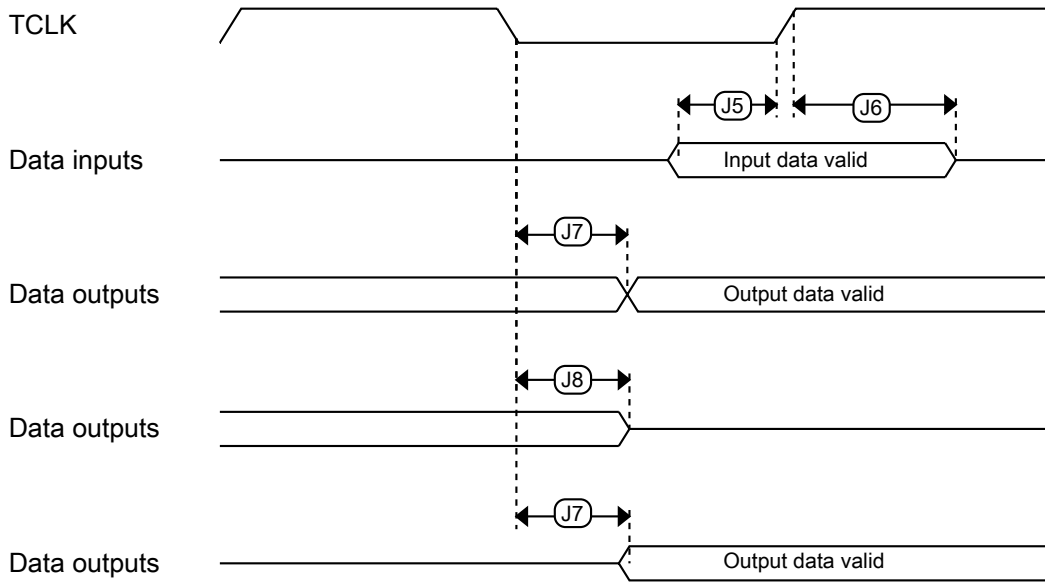 TCLK
J5
J6
Data inputs
Input data valid
J7
Data outputs
Output data valid
J8
Data outputs
J7
Data outputs
Output data valid